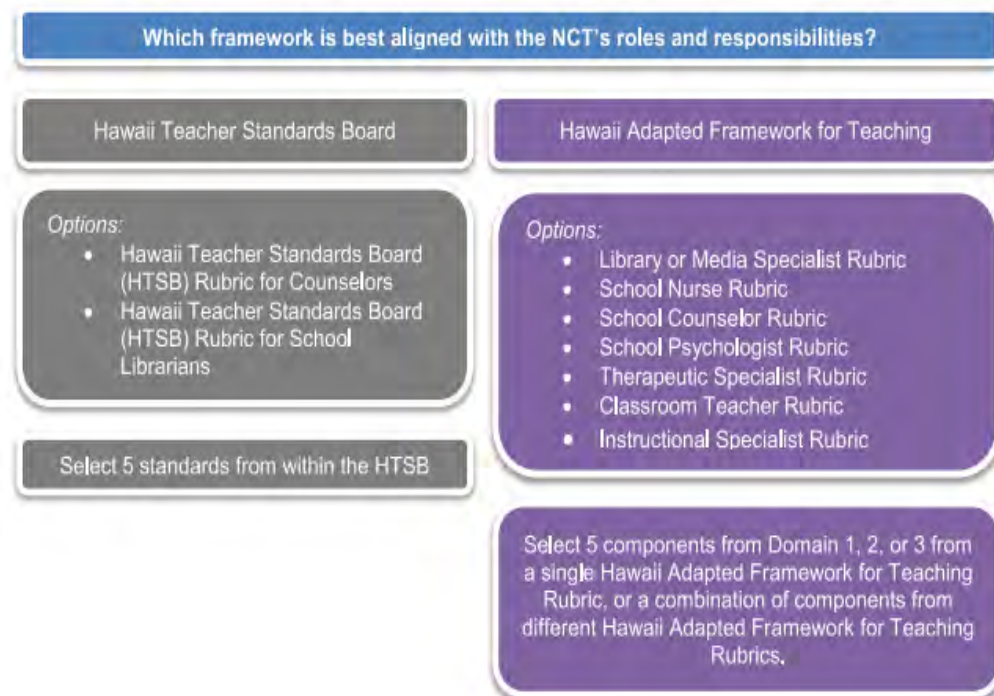 Which framework is best aligned with the NCT's roles and responsibilities?
Hawaii Teacher Standards Board
Options:
• Hawaii Teacher Standards Board
(HTSB) Rubric for Counselors
• Hawaii Teacher Standards Board
(HTSB) Rubric for School
Librarians
Select 5 standards from within the HTSB
Hawaii Adapted Framework for Teaching
Options:
• Library or Media Specialist Rubric
• School Nurse Rubric
• School Counselor Rubric
• School Psychologist Rubric
• Therapeutic Specialist Rubric
• Classroom Teacher Rubric
• Instructional Specialist Rubric
Select 5 components from Domain 1, 2, or 3 from
a single Hawaii Adapted Framework for Teaching
Rubric, or a combination of components from
different Hawaii Adapted Framework for Teaching
Rubrics.